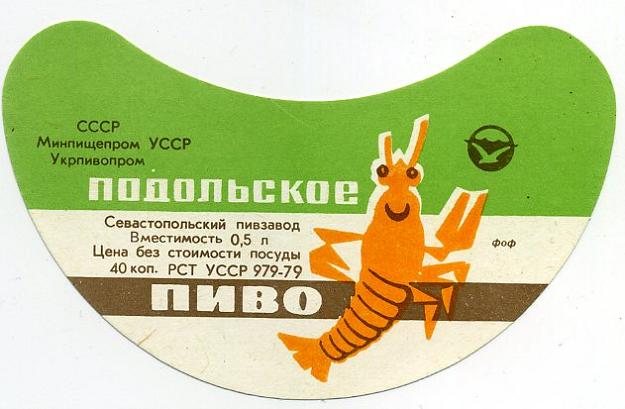 СССР
Минпищепром УССР
Укрпивопром
ПОДОЛЬСКОЕ
Севастопольский пивзавод
Вместимость 0,5 л
Цена без стоимости посуды
40 коп. РСТ УССР 979-79
фоф
ПИВО